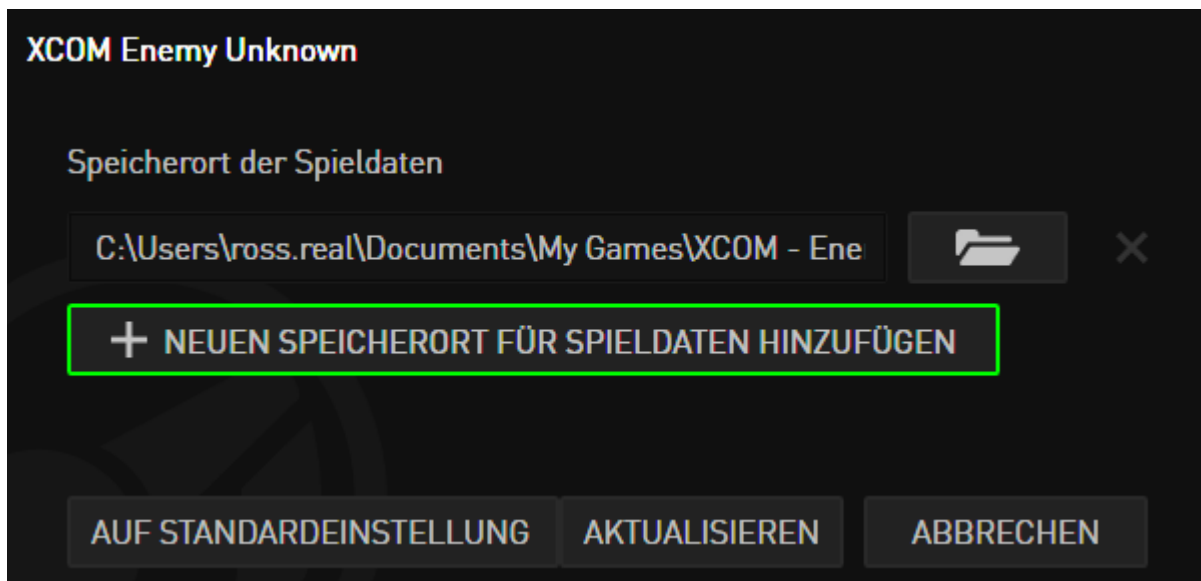 XCOM Enemy Unknown
Speicherort der Spieldaten
C:\Users\ross.real\Documents\My Games\XCOM - Ene
NEUEN SPEICHERORT FÜR SPIELDATEN HINZUFÜGEN
AUF STANDARDEINSTELLUNG AKTUALISIEREN ABBRECHEN